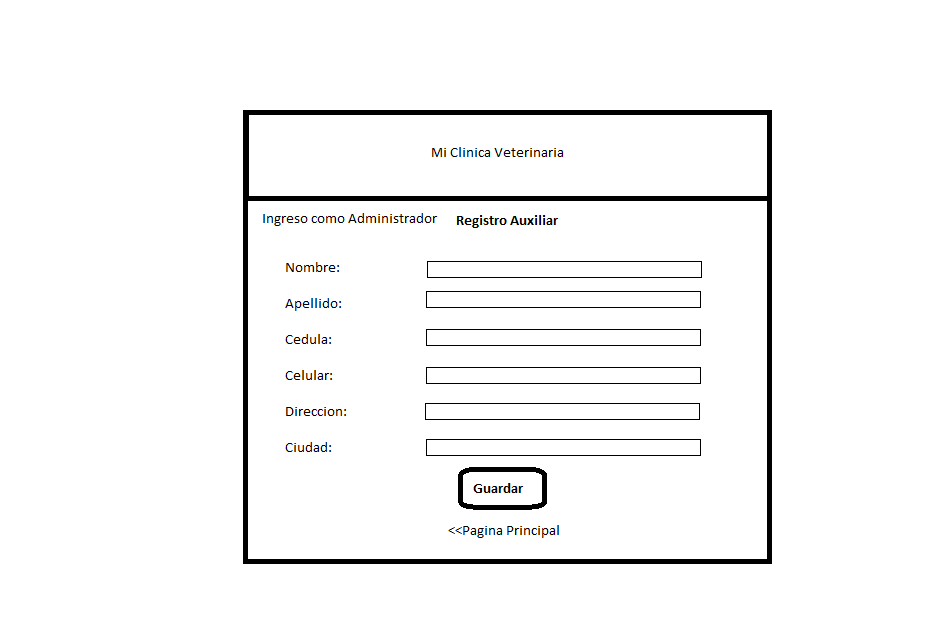 Mi Clinica Veterinaria
Ingreso como Administrador Registro Auxiliar
Nombre:
Apellido:
Cedula:
Celular:
Direccion:
Ciudad:
Guardar
<<Pagina Principal